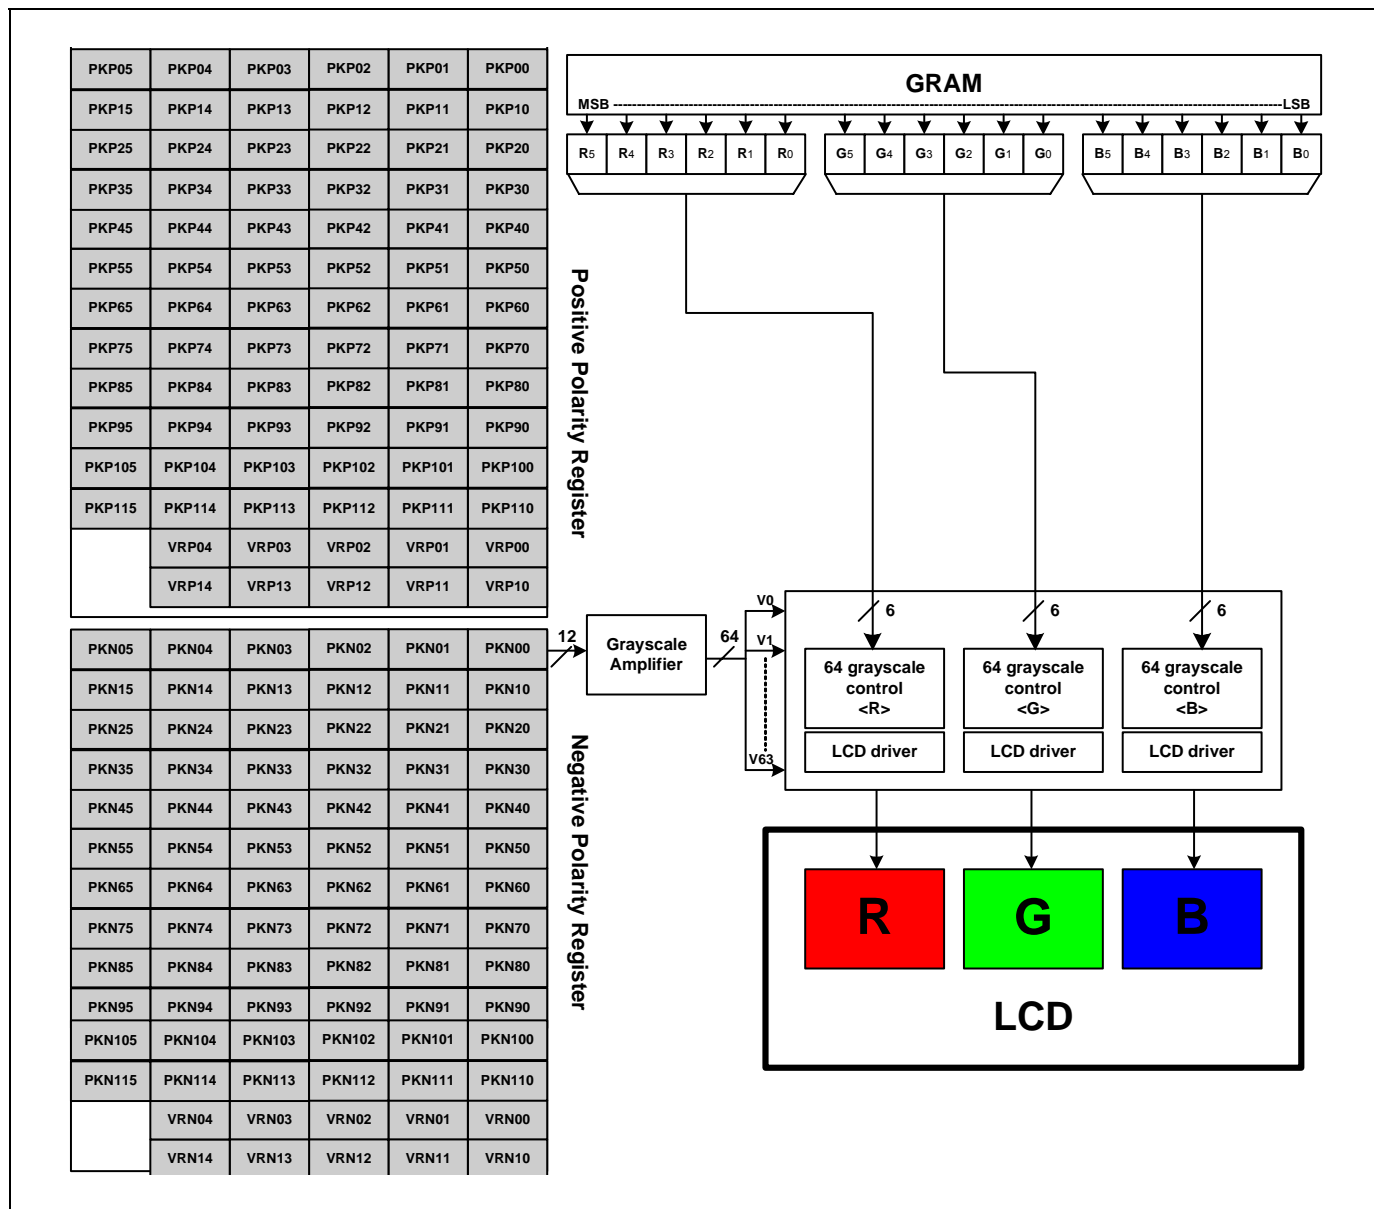 PKP05 PKP04 PKP03 PKP02 PKP01 PKP00
PKP15 PKP14 PKP13 PKP12 PKP11 PKP10
PKP25 PKP24 PKP23 PKP22 PKP21 PKP20
PKP35 PKP34 PKP33 PKP32 PKP31 PKP30
PKP45 PKP44 PKP43 PKP42 PKP41 PKP40
PKP55 PKP54 PKP53 PKP52 PKP51 PKP50
PKP65 PKP64 PKP63 PKP62 PKP61 PKP60
PKP75 PKP74 PKP73 PKP72 PKP71 PKP70
PKP85 PKP84 PKP83 PKP82 PKP81 PKP80
PKP95 PKP94 PKP93 PKP92 PKP91 PKP90
PKP105 PKP104 PKP103 PKP102 PKP101 PKP100
PKP115 PKP114 PKP113 PKP112 PKP111 PKP110
VRP04 VRP03 VRP02 VRP01 VRP00
VRP14 VRP13 VRP12 VRP11 VRP10
Positive Polarity Register
PKN05 PKN04 PKN03 PKN02 PKN01 PKN00
PKN15 PKN14 PKN13 PKN12 PKN11 PKN10
PKN25 PKN24 PKN23 PKN22 PKN21 PKN20
PKN35 PKN34 PKN33 PKN32 PKN31 PKN30
PKN45 PKN44 PKN43 PKN42 PKN41 PKN40
PKN55 PKN54 PKN53 PKN52 PKN51 PKN50
PKN65 PKN64 PKN63 PKN62 PKN61 PKN60
PKN75 PKN74 PKN73 PKN72 PKN71 PKN70
PKN85 PKN84 PKN83 PKN82 PKN81 PKN80
PKN95 PKN94 PKN93 PKN92 PKN91 PKN90
PKN105 PKN104 PKN103 PKN102 PKN101 PKN100
PKN115 PKN114 PKN113 PKN112 PKN111 PKN110
VRN04 VRN03 VRN02 VRN01 VRN00
VRN14 VRN13 VRN12 VRN11 VRN10
Negative Polarity Register
GRAM
MSB LSB
R5 R4 R3 R2 R1 R0 G5 G4 G3 G2 G1 G0 B5 B4 B3 B2 B1 B0
12
Grayscale
Amplifier
64
V0
V1
V63
6 6 6
64 grayscale
control
<R>
64 grayscale
control
<G>
64 grayscale
control
<B>
LCD driver LCD driver LCD driver
R G B
LCD